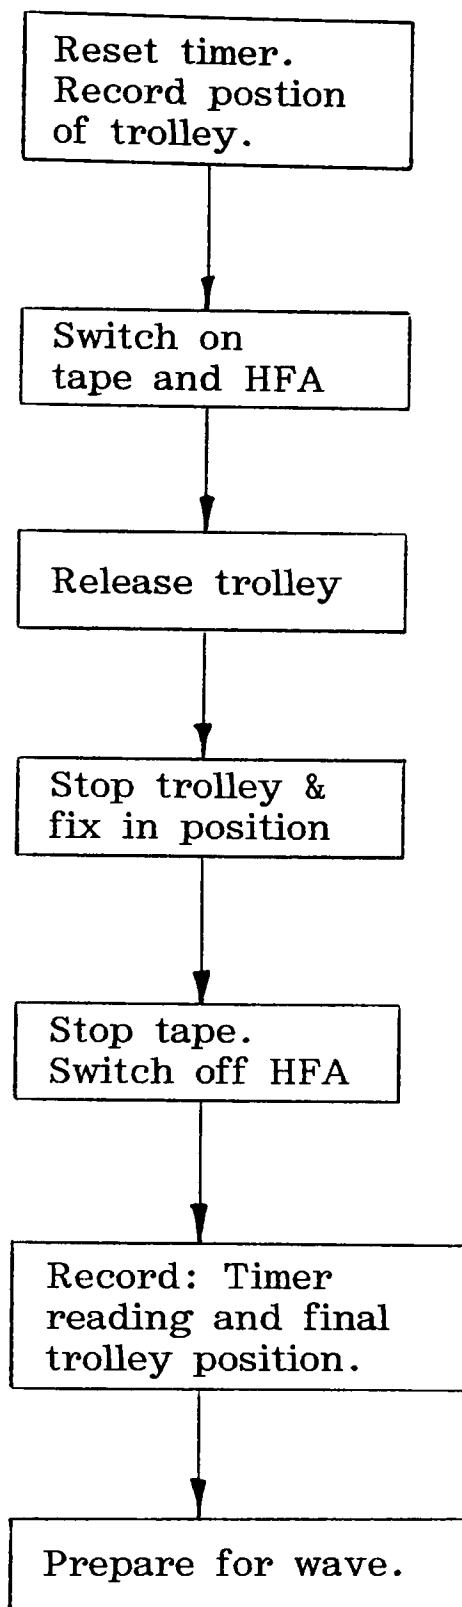 Reset timer.
Record postion
of trolley.
Switch on
tape and HFA
Release trolley
Stop trolley &
fix in position
Stop tape.
Switch off HFA
Record: Timer
reading and final
trolley position.
Prepare for wave.